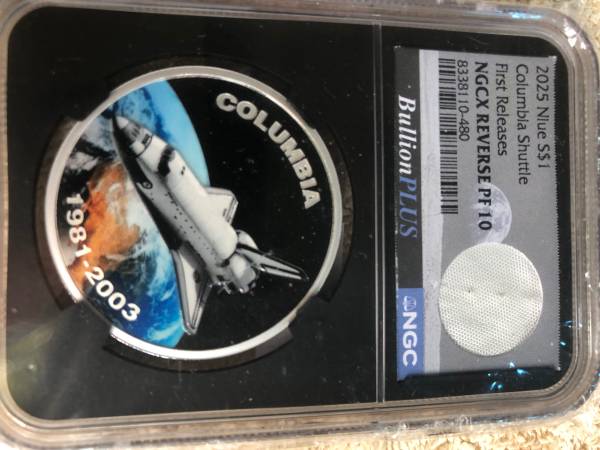 2025 Niue S$1
Columbia Shuttle
First Releases
NGCX REVERSE PF 10
8338110-480
BullionPLUS
NGC
COLUMBIA
1981-2003